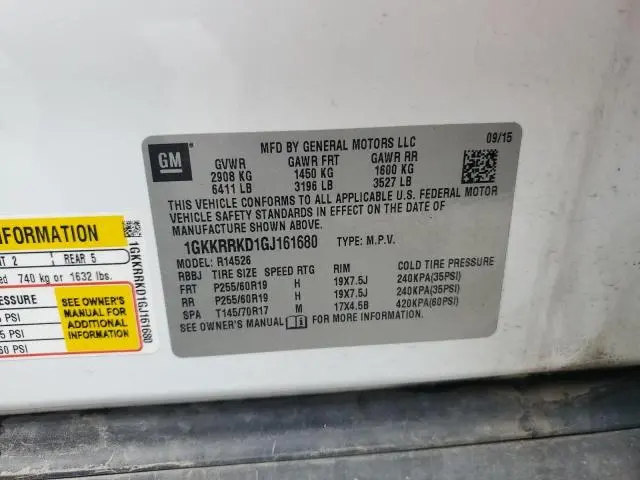 GM
MFD BY GENERAL MOTORS LLC
09/15
GVWR GAWR FRT GAWR RR
2908 KG 1450 KG 1600 KG
6411 LB 3196 LB 3527 LB
THIS VEHICLE CONFORMS TO ALL APPLICABLE U.S. FEDERAL MOTOR
VEHICLE SAFETY STANDARDS IN EFFECT ON THE DATE OF
MANUFACTURE SHOWN ABOVE.
1GKKRRKD1GJ161680 TYPE: M.P.V.
MODEL: R14526
RBBJ TIRE SIZE SPEED RTG RIM COLD TIRE PRESSURE
FRT P255/60R19 H 19X7.5J 240KPA(35PSI)
RR P255/60R19 H 19X7.5J 240KPA(35PSI)
SPA T145/70R17 M 17X4.5B 420KPA(60PSI)
SEE OWNER'S MANUAL FOR MORE INFORMATION.
FORMATION
2 REAR 5
740 kg or 1632 lbs.
PSI
PSI
PSI
SEE OWNER'S
MANUAL FOR
ADDITIONAL
INFORMATION
1GKKRRKD1GJ161680